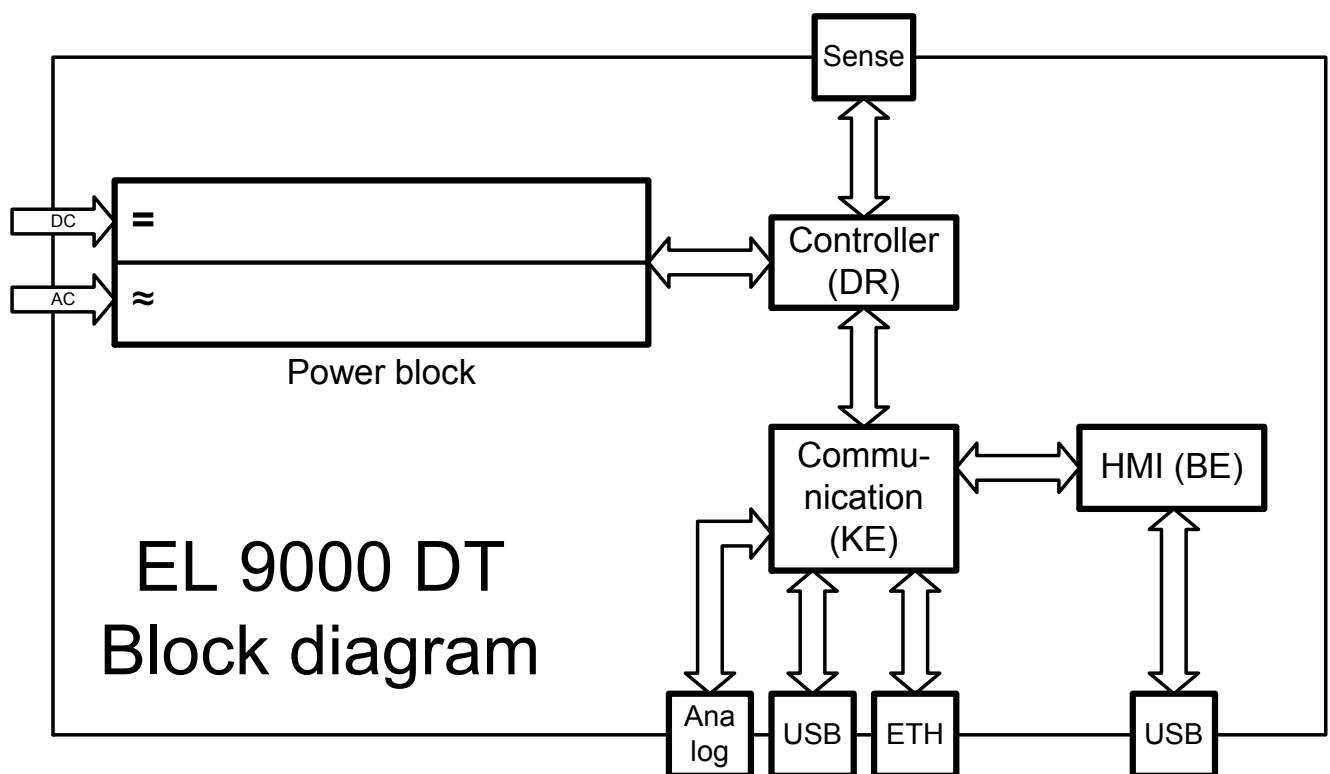 Sense
DC
=
AC
≈
Power block
Controller
(DR)
Commu-
nication
(KE)
HMI (BE)
EL 9000 DT
Block diagram
Ana
log
USB
ETH
USB